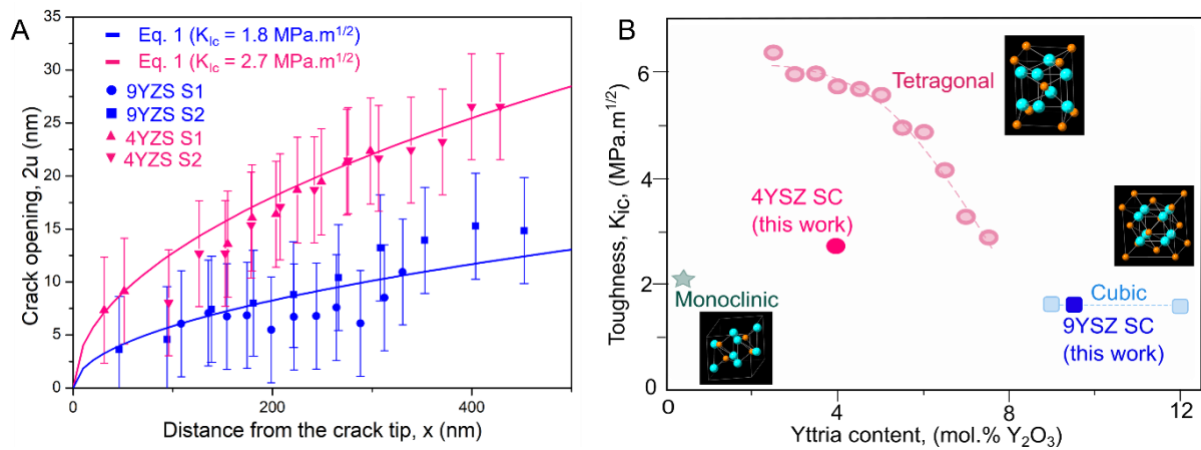 A
Eq. 1 (K_Ic = 1.8 MPa.m^1/2)
Eq. 1 (K_Ic = 2.7 MPa.m^1/2)
9YZS S1
9YZS S2
4YZS S1
4YZS S2
Crack opening, 2u (nm)
35
30
25
20
15
10
5
0
0
200
400
Distance from the crack tip, x (nm)
B
Toughness, K_IC, (MPa.m^1/2)
6
4
2
0
Tetragonal
4YSZ SC
(this work)
Monoclinic
Cubic
9YSZ SC
(this work)
0
4
8
12
Yttria content, (mol.% Y₂O₃)